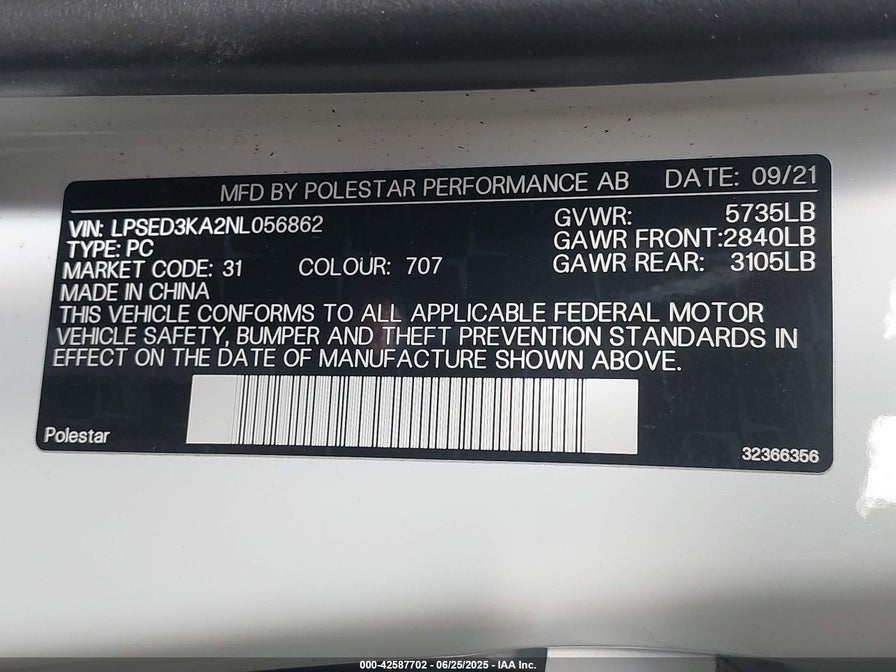 MFD BY POLESTAR PERFORMANCE AB DATE: 09/21
VIN: LPSED3KA2NL056862 GVWR: 5735LB
TYPE: PC GAWR FRONT:2840LB
MARKET CODE: 31 COLOUR: 707 GAWR REAR: 3105LB
MADE IN CHINA
THIS VEHICLE CONFORMS TO ALL APPLICABLE FEDERAL MOTOR
VEHICLE SAFETY, BUMPER AND THEFT PREVENTION STANDARDS IN
EFFECT ON THE DATE OF MANUFACTURE SHOWN ABOVE.
Polestar 32366356
000-42587702 - 06/25/2025 - IAA Inc.